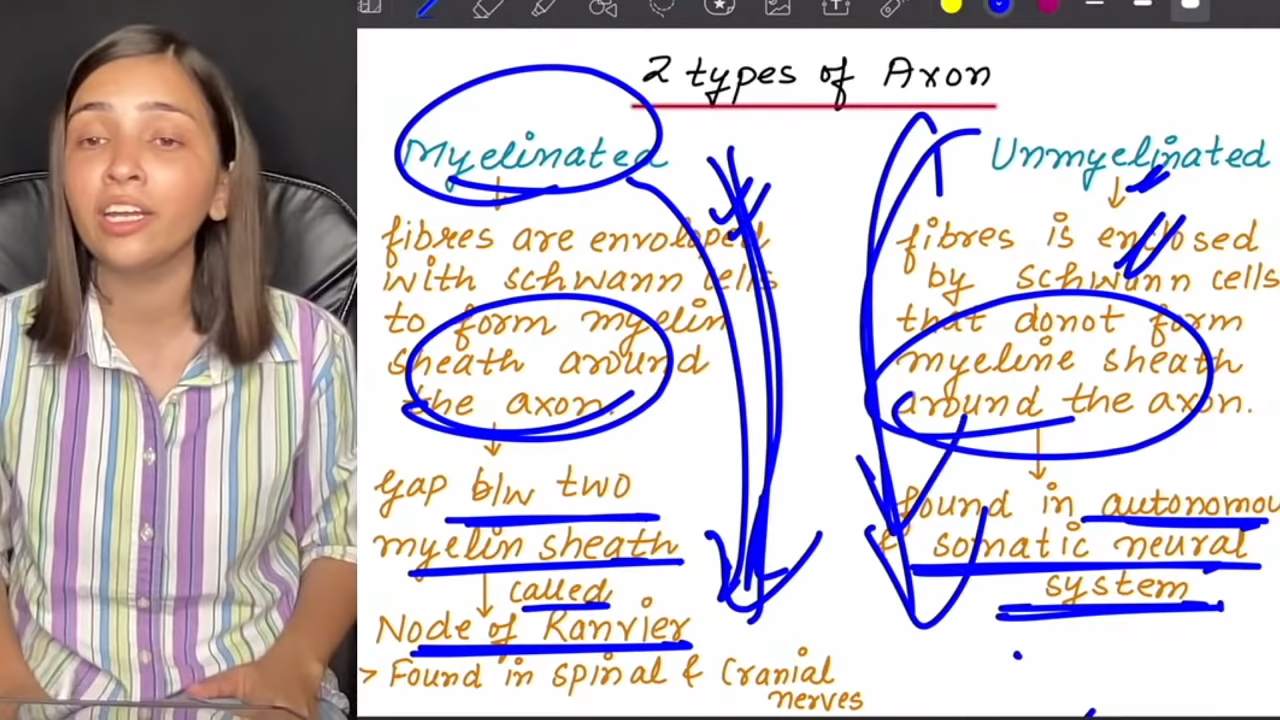 2 types of Axon
Myelinated
fibres are enveloped
with schwann cells
to form myelin
sheath around
the axon.
Gap b/w two
myelin sheath
called
Node of Ranvier
> Found in spinal & Cranial
nerves
Unmyelinated
fibres is enclosed
by schwann cells
that donot form
myeline sheath
around the axon.
found in autonomou
& somatic neural
system